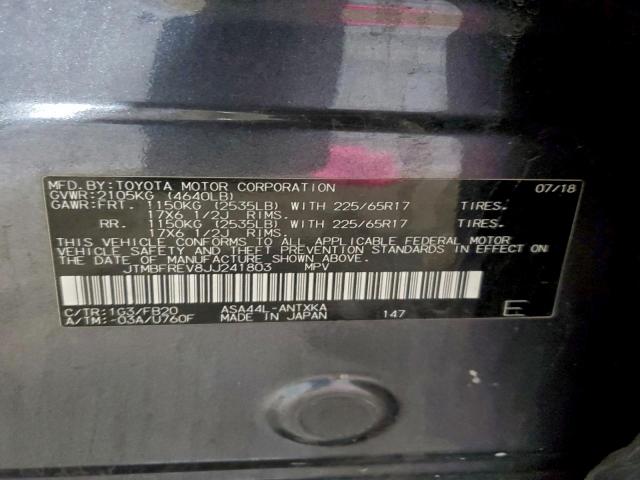 MFD. BY: TOYOTA MOTOR CORPORATION 07/18
GVWR: 2105KG (4640LB)
GAWR: FRT. 1150KG (2535LB) WITH 225/65R17 TIRES.
17X6 1/2J RIMS.
RR. 1150KG (2535LB) WITH 225/65R17 TIRES.
17X6 1/2J RIMS.
THIS VEHICLE CONFORMS TO ALL APPLICABLE FEDERAL MOTOR
VEHICLE SAFETY AND THEFT PREVENTION STANDARDS IN EFFECT ON
THE DATE OF MANUFACTURE SHOWN ABOVE.
JTMBFREV8JJ241803 MPV
C/TR: 1G3/FB20 ASA44L-ANTXKA
A/TM: -03A/U760F MADE IN JAPAN 147 E